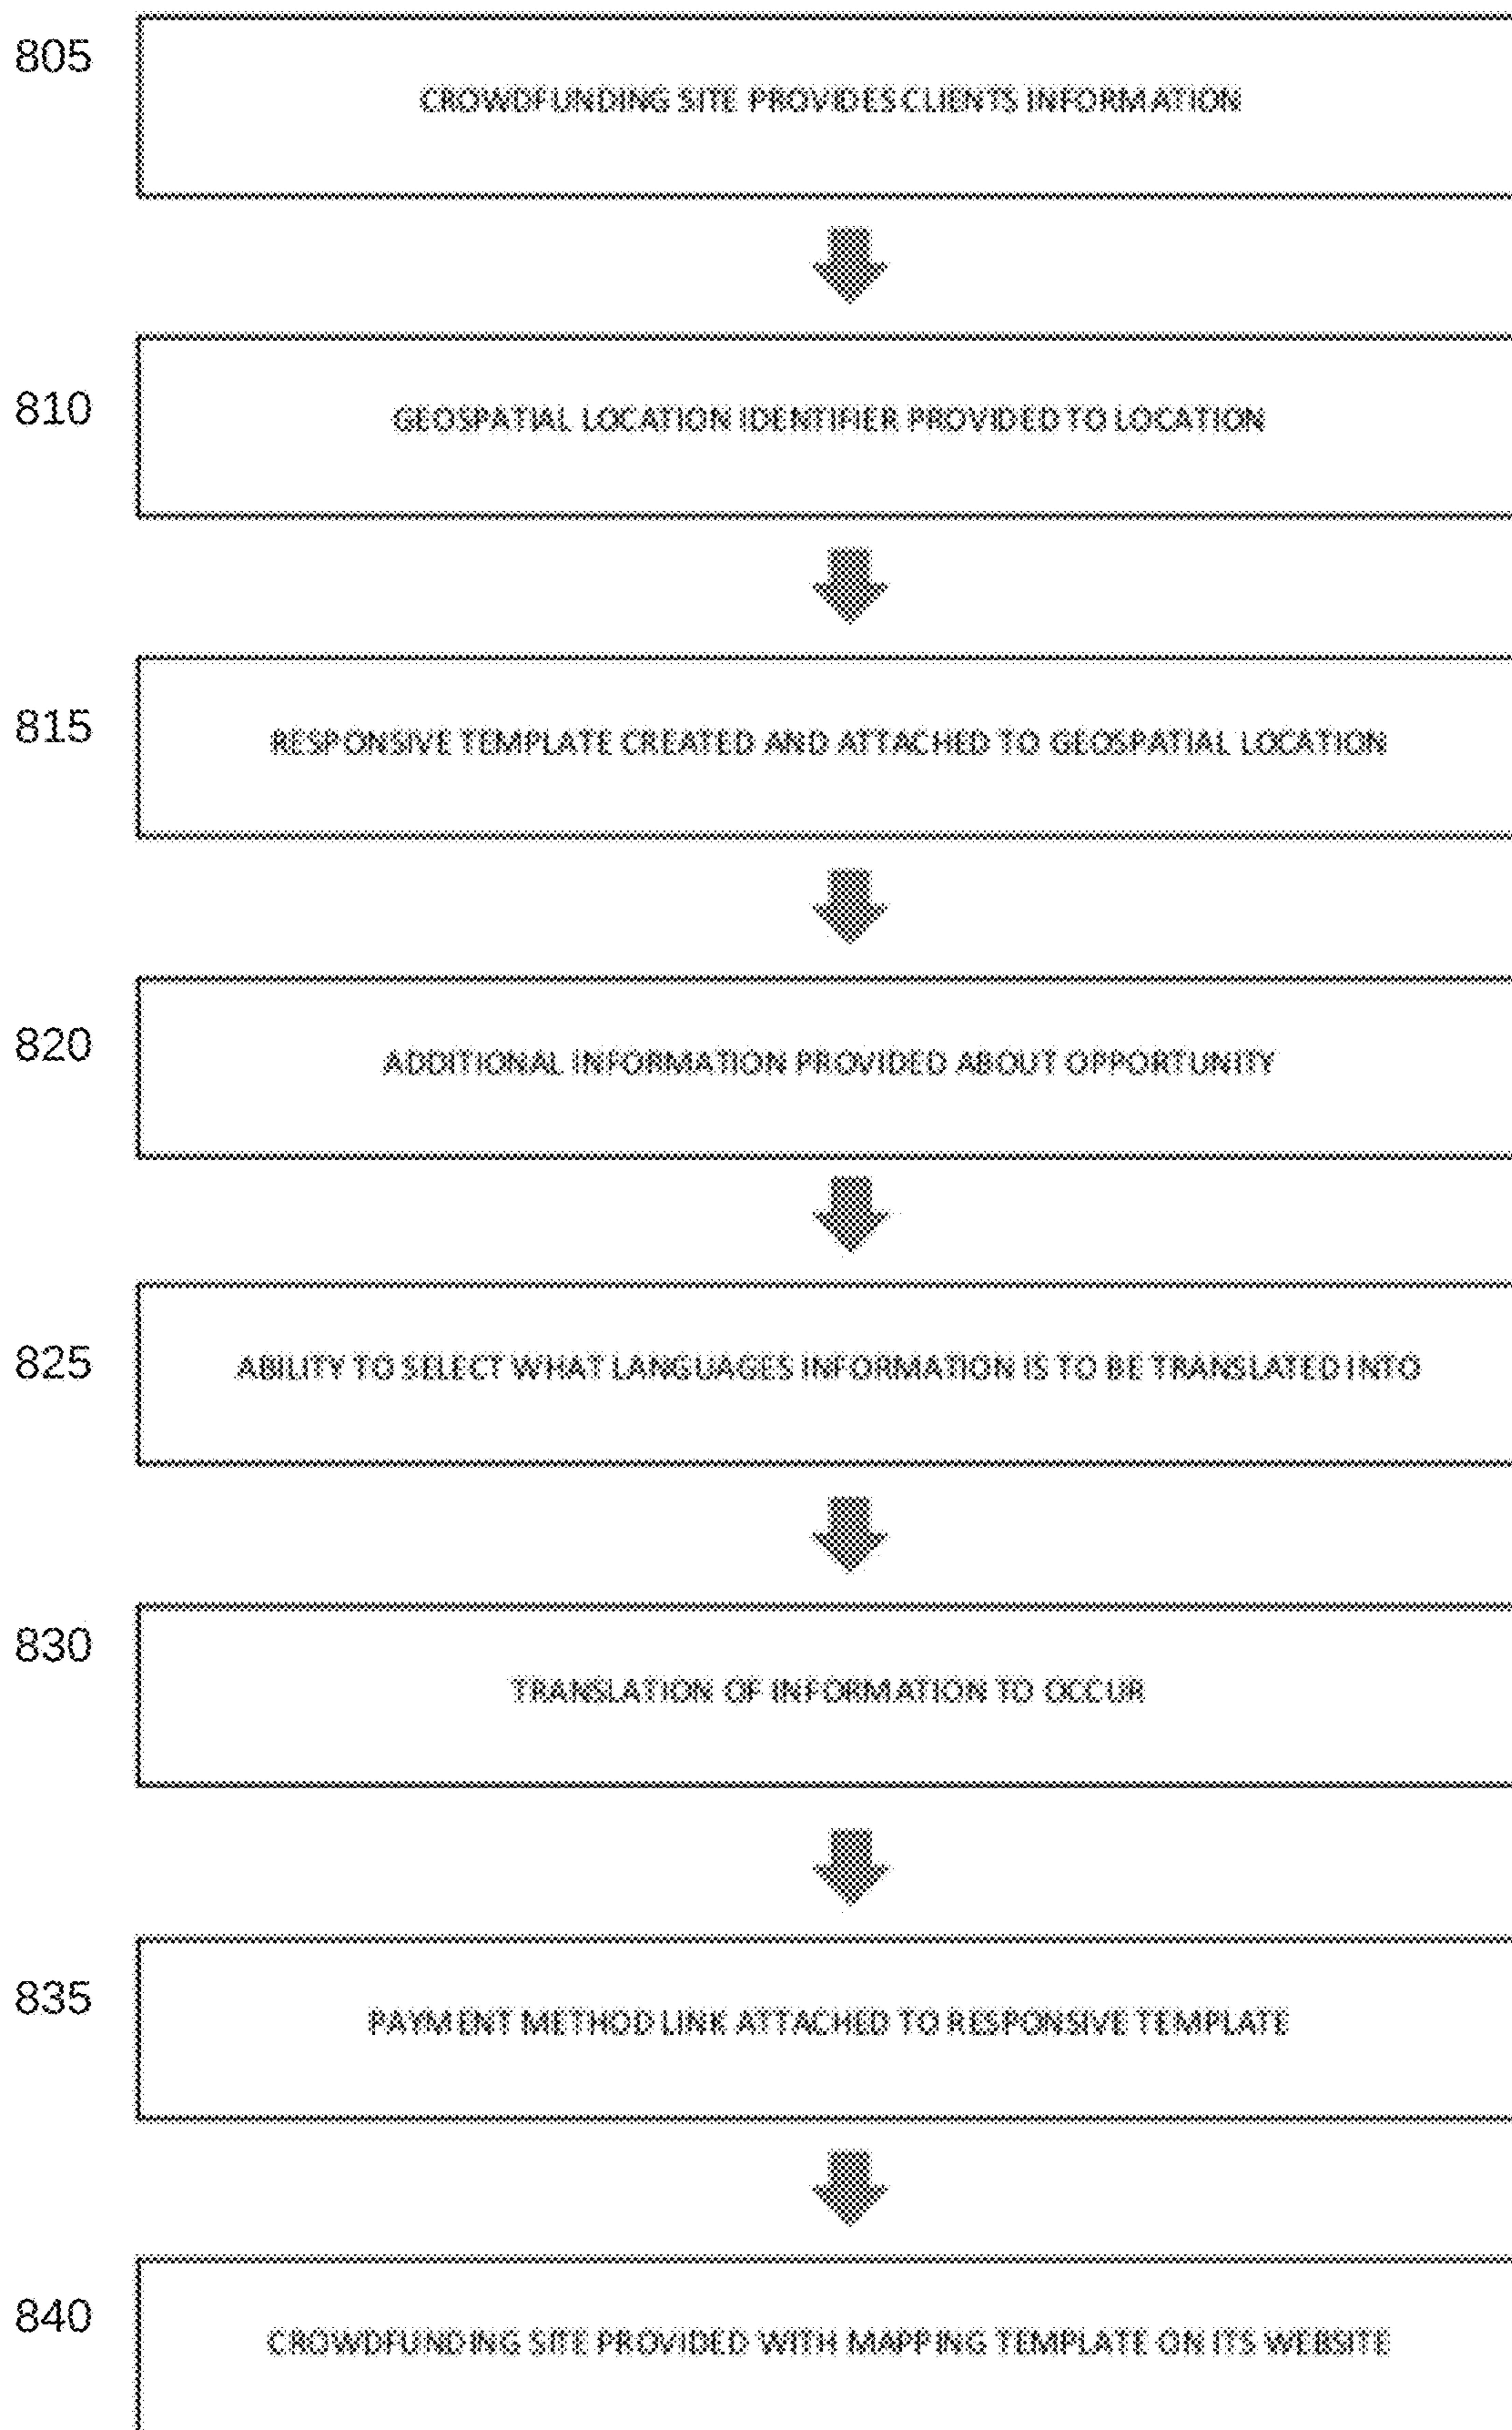 805
CROWDFUNDING SITE PROVIDES CLIENTS INFORMATION
810
GEOSPATIAL LOCATION IDENTIFIER PROVIDED TO LOCATION
815
RESPONSIVE TEMPLATE CREATED AND ATTACHED TO GEOSPATIAL LOCATION
820
ADDITIONAL INFORMATION PROVIDED ABOUT OPPORTUNITY
825
ABILITY TO SELECT WHAT LANGUAGES INFORMATION IS TO BE TRANSLATED INTO
830
TRANSLATION OF INFORMATION TO OCCUR
835
PAYMENT METHOD LINK ATTACHED TO RESPONSIVE TEMPLATE
840
CROWDFUNDING SITE PROVIDED WITH MAPPING TEMPLATE ON ITS WEBSITE